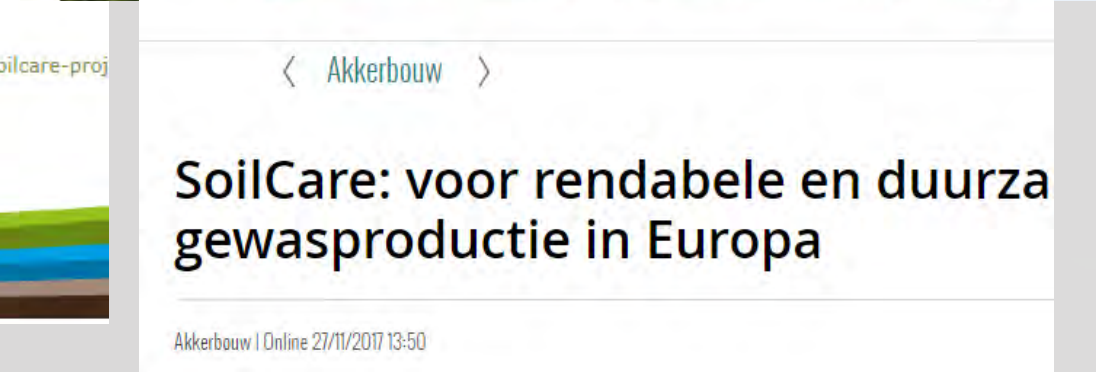 oilcare-proj
〈 Akkerbouw 〉
SoilCare: voor rendabele en duurza
gewasproductie in Europa
Akkerbouw | Online 27/11/2017 13:50